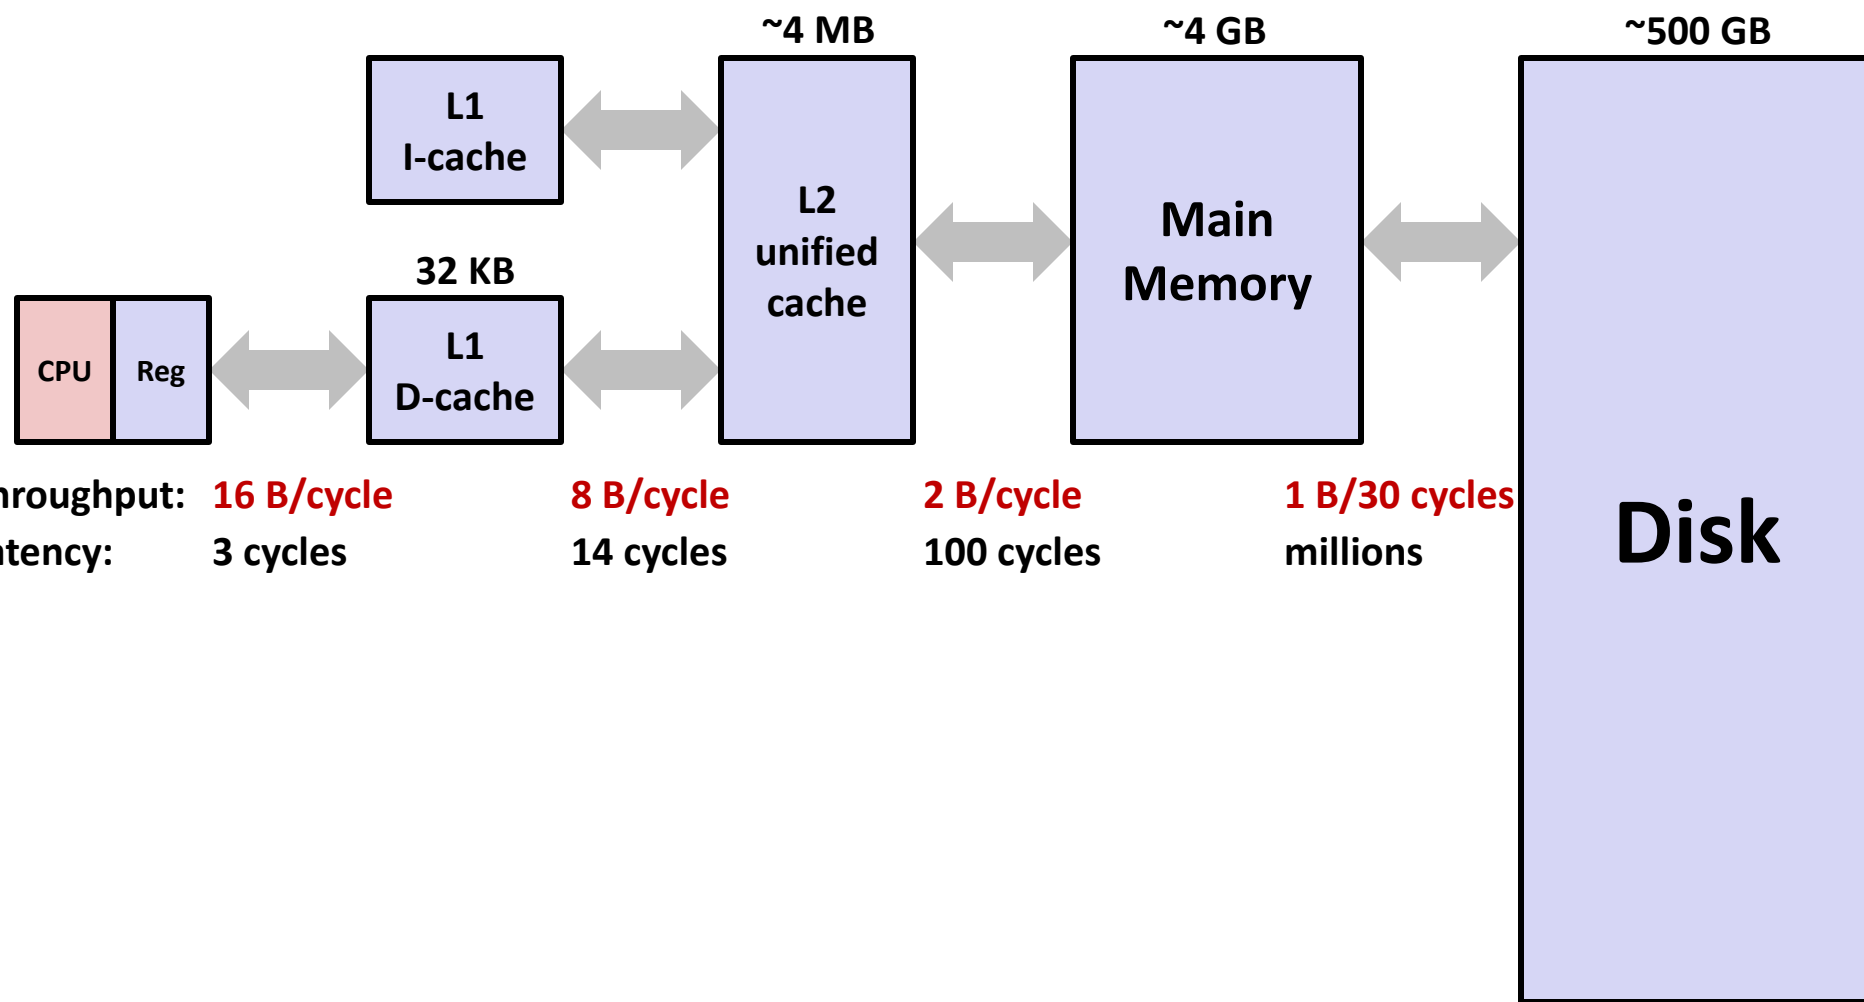 ~4 MB
~4 GB
~500 GB
L1
I-cache
L2
unified
cache
Main
Memory
32 KB
CPU
Reg
L1
D-cache
hroughput: 16 B/cycle 8 B/cycle 2 B/cycle 1 B/30 cycles
tency: 3 cycles 14 cycles 100 cycles millions
Disk